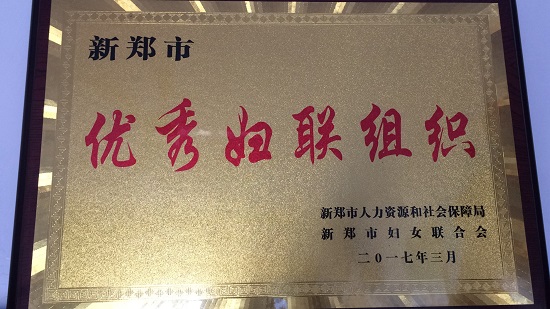 新郑市
优秀妇联组织
新郑市人力资源和社会保障局
新郑市妇女联合会
二〇一七年三月